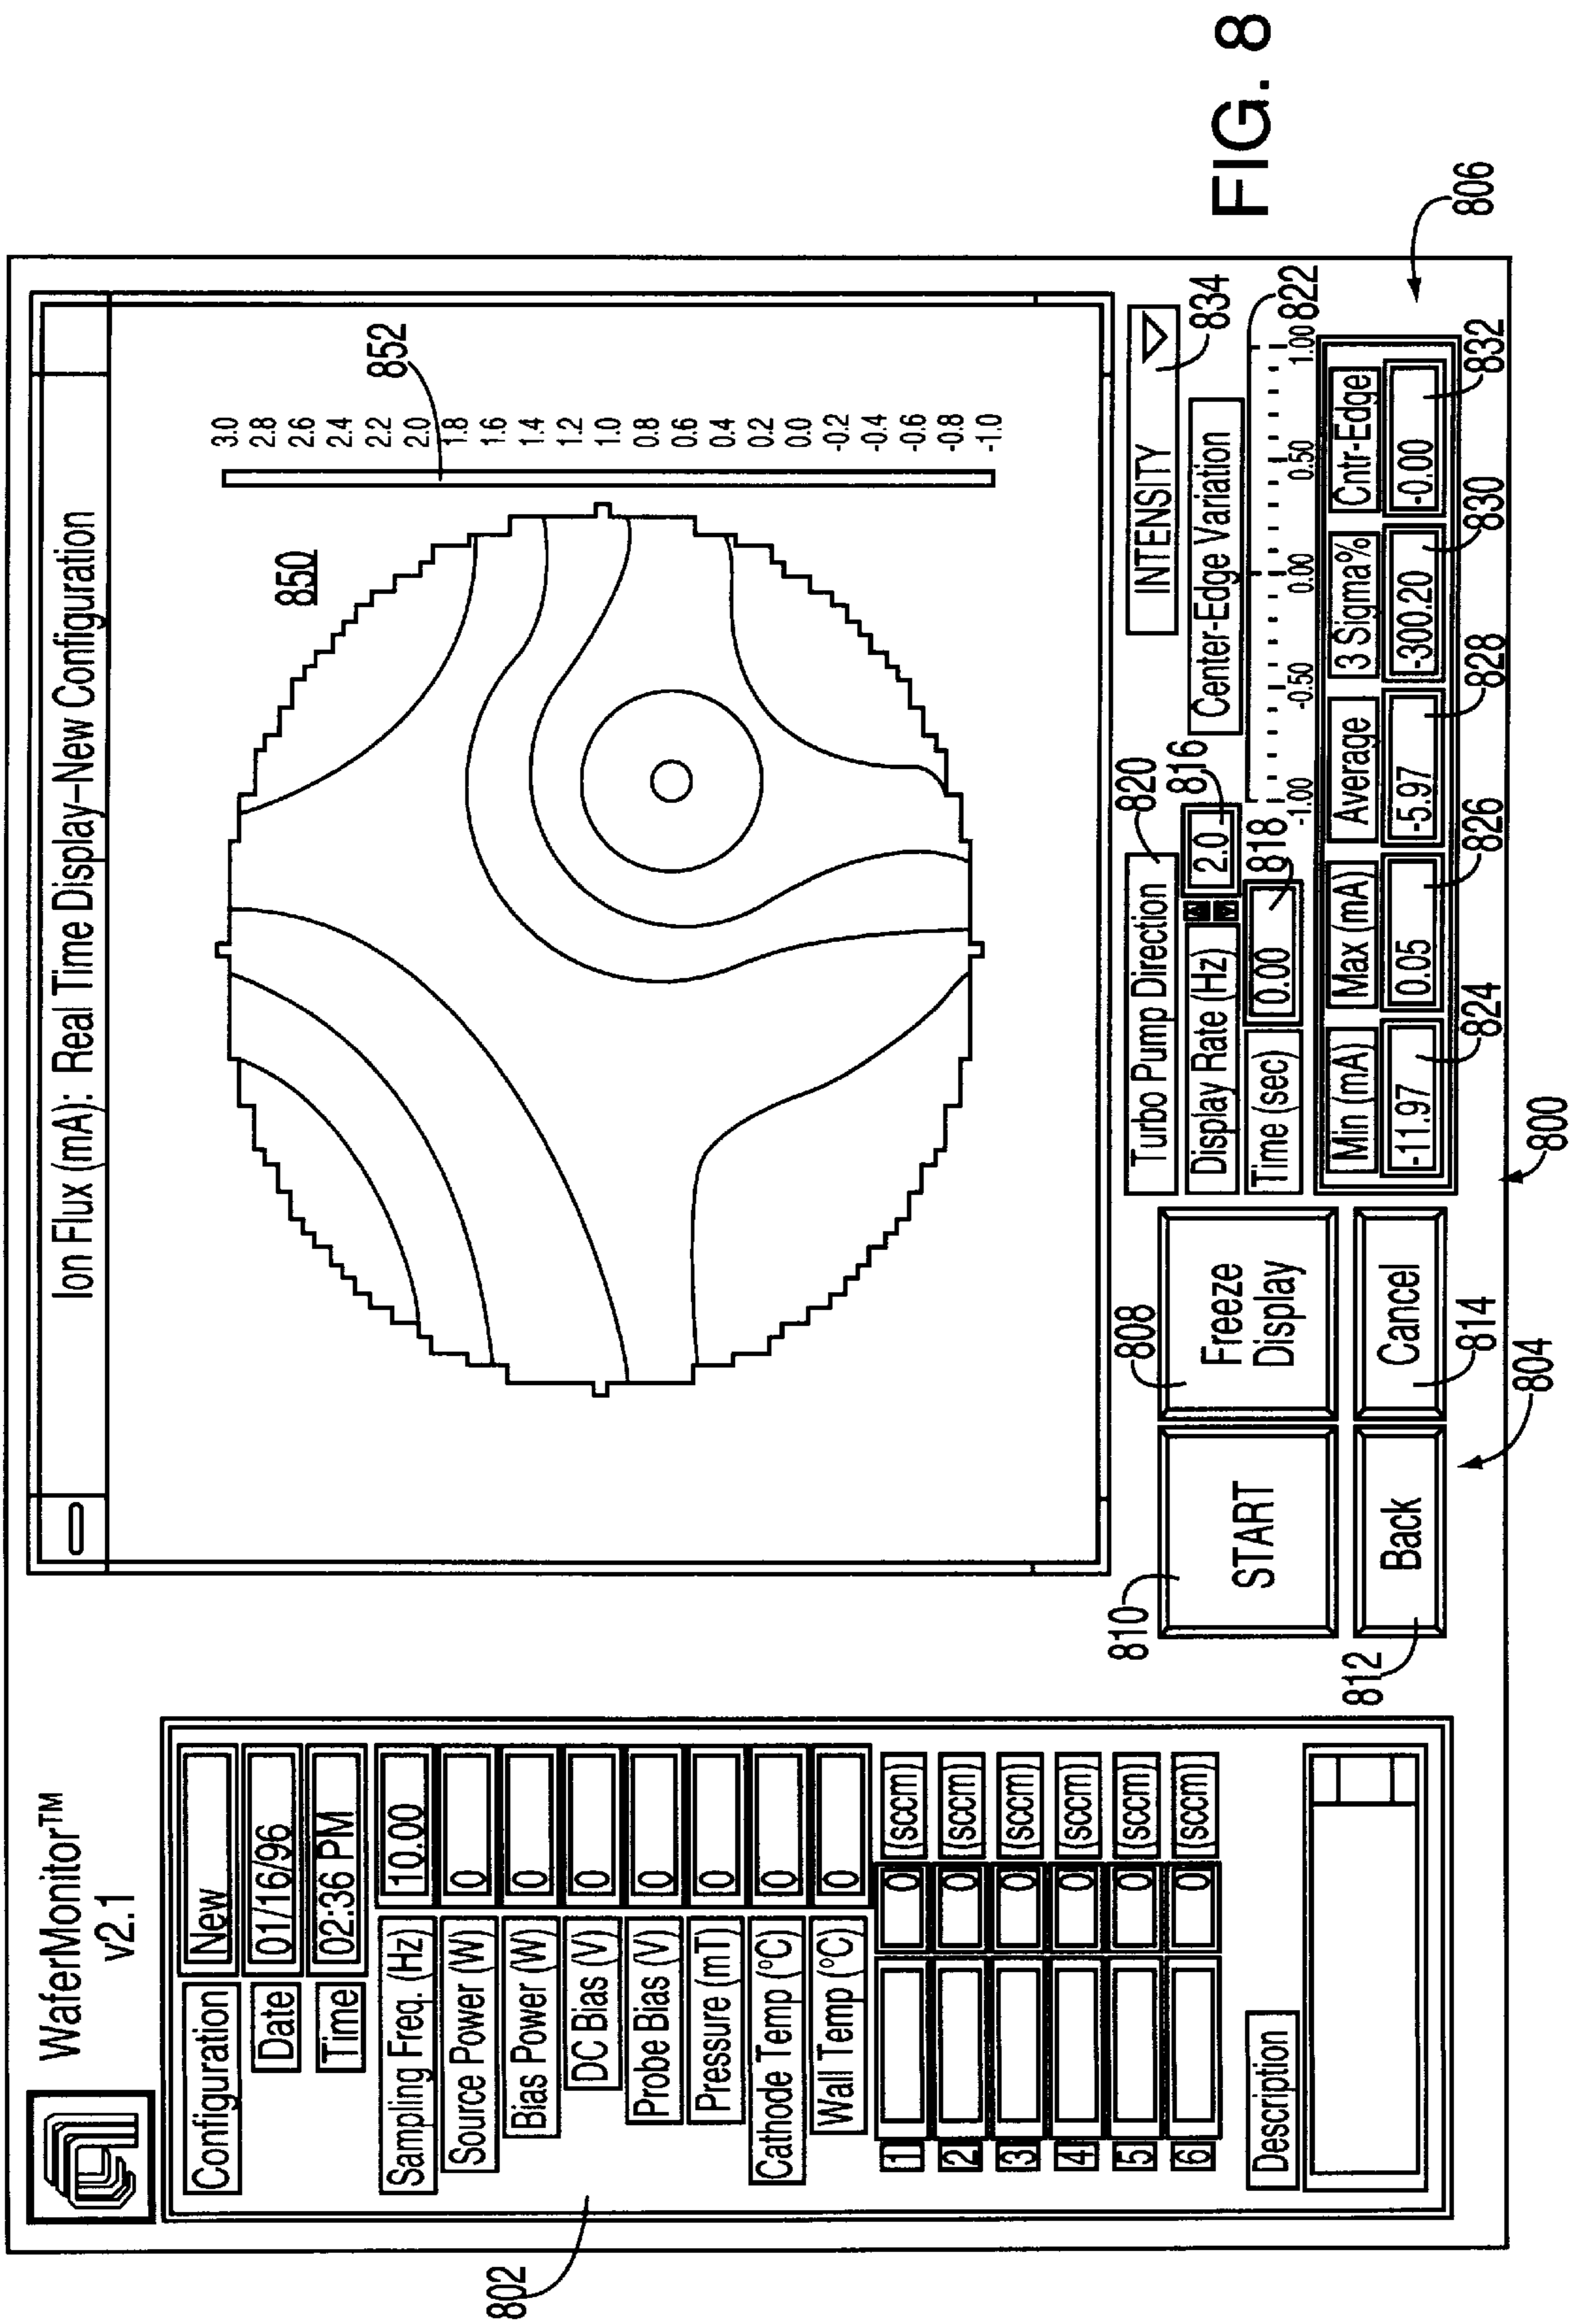 WaferMonitor™
v2.1
Configuration New
Date 01/16/96
Time 02:36 PM
Sampling Freq. (Hz) 10.00
Source Power (W) 0
Bias Power (W) 0
DC Bias (V) 0
Probe Bias (V) 0
Pressure (mT) 0
Cathode Temp (°C) 0
Wall Temp (°C) 0
1 0 (sccm)
2 0 (sccm)
3 0 (sccm)
4 0 (sccm)
5 0 (sccm)
6 0 (sccm)
Description
802
Ion Flux (mA): Real Time Display–New Configuration
850
852
3.0
2.8
2.6
2.4
2.2
2.0
1.8
1.6
1.4
1.2
1.0
0.8
0.6
0.4
0.2
0.0
-0.2
-0.4
-0.6
-0.8
-1.0
810
START
808
Freeze
Display
812
Back
Cancel
814
804
Turbo Pump Direction
820
INTENSITY
834
Display Rate (Hz) 2.0
816
Time (sec) 0.00
818
Center-Edge Variation
822
-1.00 -0.50 0.00 0.50 1.00
Min (mA) Max (mA) Average 3 Sigma% Cntr-Edge
-11.97 0.05 -5.97 -300.20 -0.00
824 826 828 830 832
806
800
FIG. 8